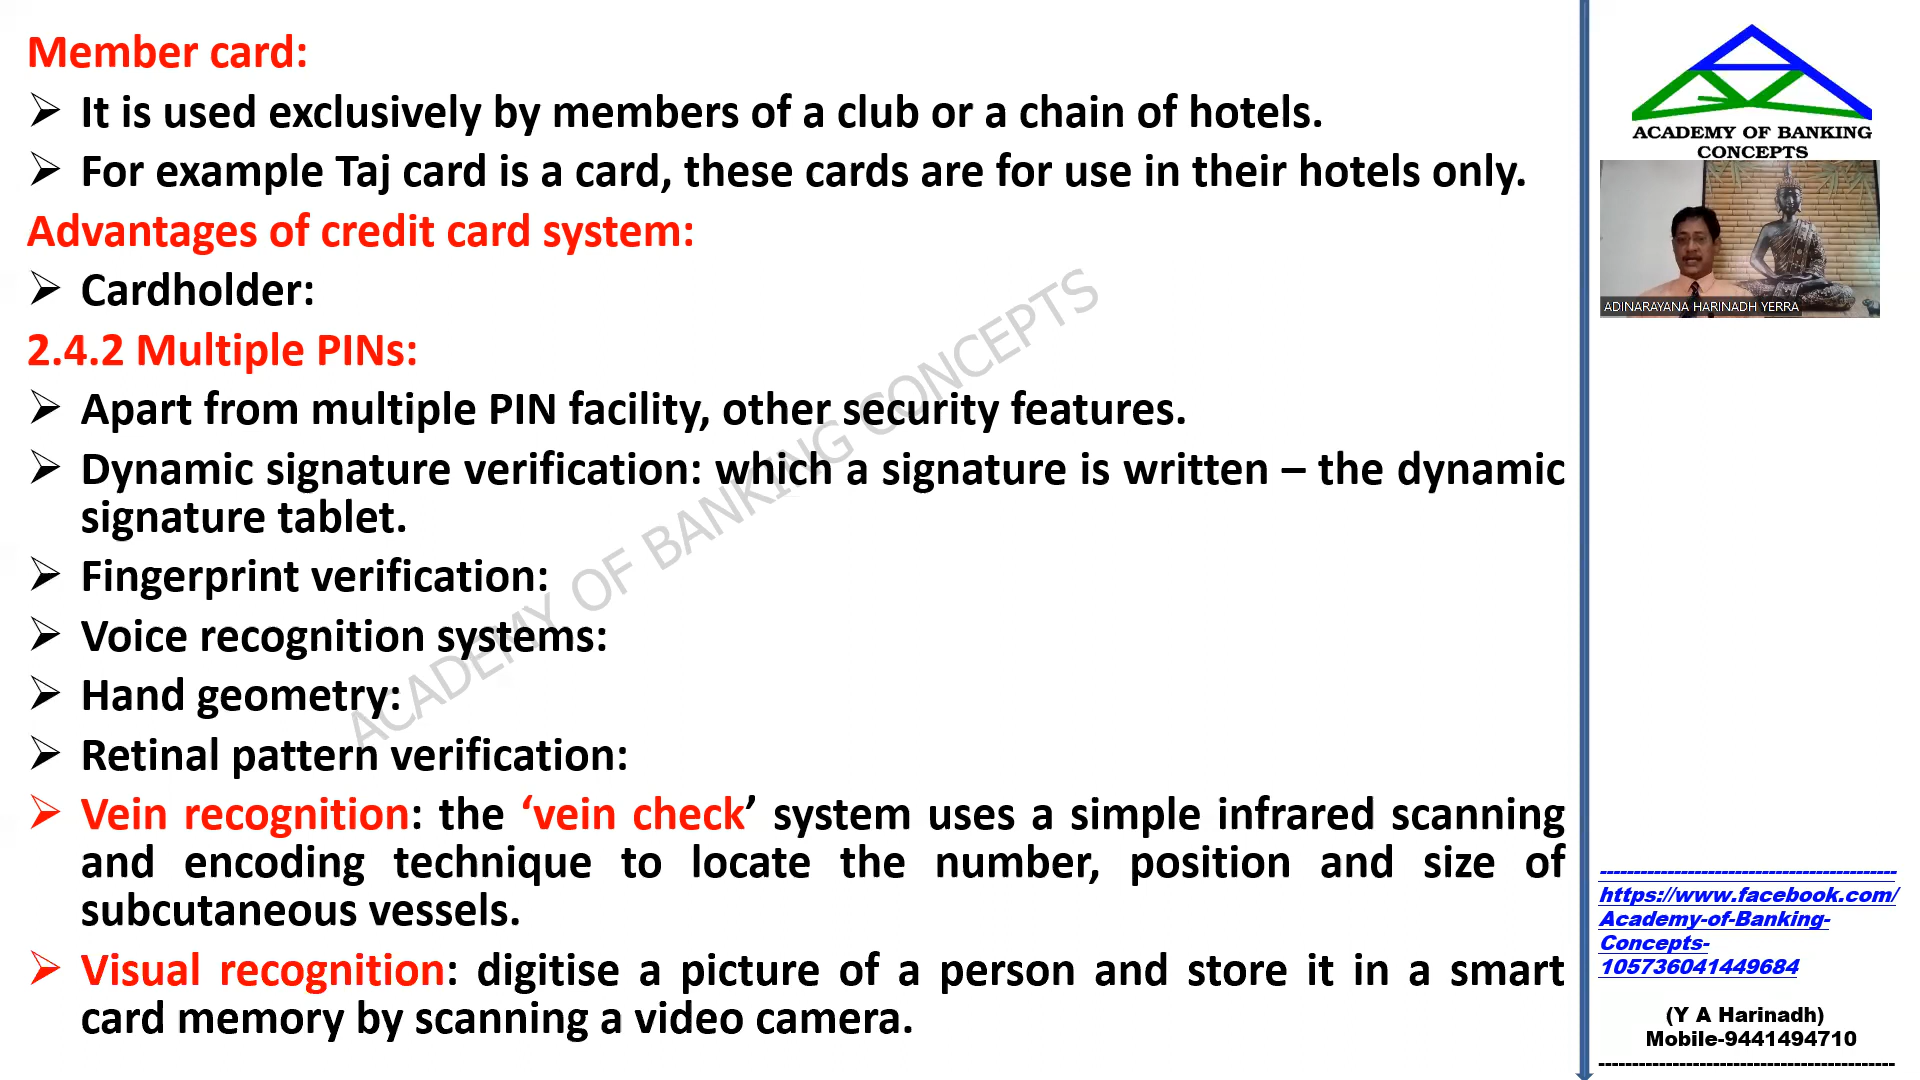 Member card:
➢ It is used exclusively by members of a club or a chain of hotels.
➢ For example Taj card is a card, these cards are for use in their hotels only.
Advantages of credit card system:
➢ Cardholder:
2.4.2 Multiple PINs:
➢ Apart from multiple PIN facility, other security features.
➢ Dynamic signature verification: which a signature is written – the dynamic
signature tablet.
➢ Fingerprint verification:
➢ Voice recognition systems:
➢ Hand geometry:
➢ Retinal pattern verification:
➢ Vein recognition: the ‘vein check’ system uses a simple infrared scanning
and encoding technique to locate the number, position and size of
subcutaneous vessels.
➢ Visual recognition: digitise a picture of a person and store it in a smart
card memory by scanning a video camera.
ACADEMY OF BANKING CONCEPTS
ACADEMY OF BANKING
CONCEPTS
ADINARAYANA HARINADH YERRA
--------------------------------------------
https://www.facebook.com/
Academy-of-Banking-
Concepts-
105736041449684
(Y A Harinadh)
Mobile-9441494710
--------------------------------------------